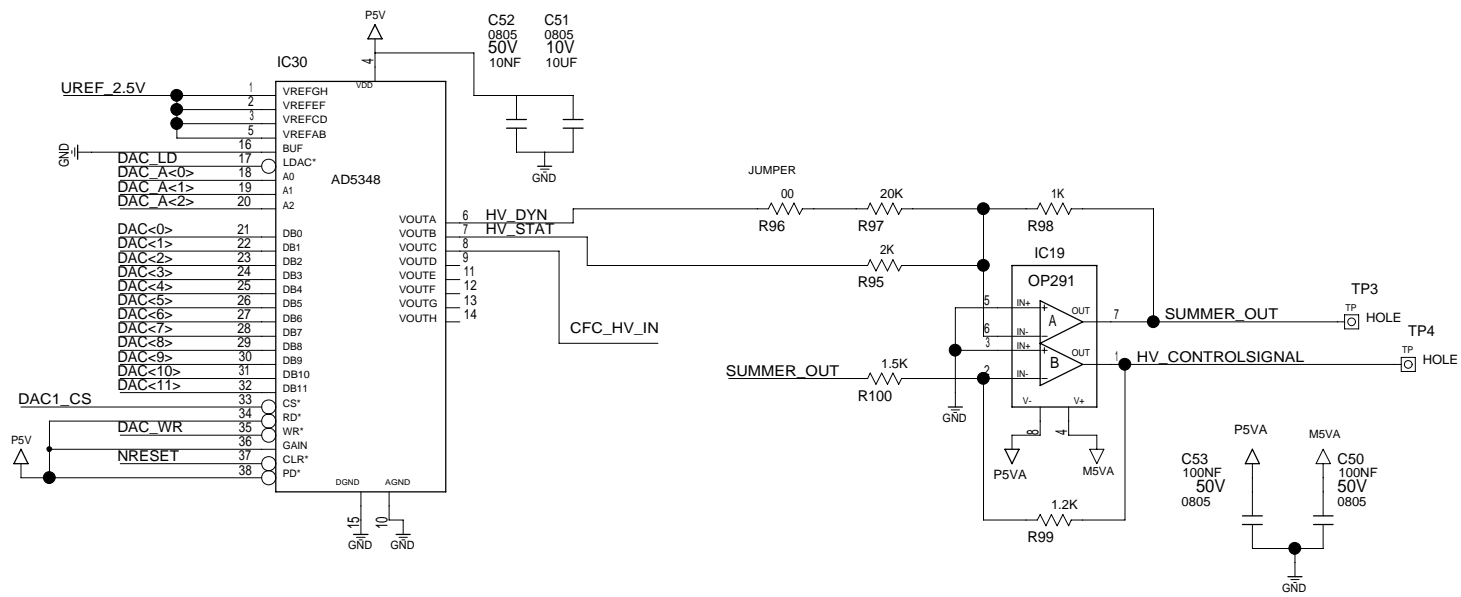 P5V
C52
0805
50V
10NF
C51
0805
10V
10UF
IC30
4
VDD
UREF_2.5V
1 VREFGH
2 VREFEF
3 VREFCD
5 VREFAB
GND
16 BUF
DAC_LD 17 LDAC*
DAC_A<0> 18 A0
DAC_A<1> 19 A1
DAC_A<2> 20 A2
AD5348
GND
DAC<0> 21 DB0
DAC<1> 22 DB1
DAC<2> 23 DB2
DAC<3> 24 DB3
DAC<4> 25 DB4
DAC<5> 26 DB5
DAC<6> 27 DB6
DAC<7> 28 DB7
DAC<8> 29 DB8
DAC<9> 30 DB9
DAC<10> 31 DB10
DAC<11> 32 DB11
DAC1_CS 33 CS*
34 RD*
DAC_WR 35 WR*
36 GAIN
NRESET 37 CLR*
38 PD*
P5V
DGND AGND
15 10
GND GND
VOUTA 6 HV_DYN
VOUTB 7 HV_STAT
VOUTC 8
VOUTD 9
VOUTE 11
VOUTF 12
VOUTG 13
VOUTH 14
CFC_HV_IN
JUMPER
00
R96
20K
R97
1K
R98
2K
R95
IC19
OP291
5 IN+
A
OUT 7
6 IN-
3 IN+
B
OUT 1
2 IN-
V- V+
8 4
P5VA M5VA
GND
SUMMER_OUT
TP3
TP
HOLE
HV_CONTROLSIGNAL
TP4
TP
HOLE
SUMMER_OUT
1.5K
R100
1.2K
R99
P5VA
C53
100NF
50V
0805
M5VA
C50
100NF
50V
0805
GND